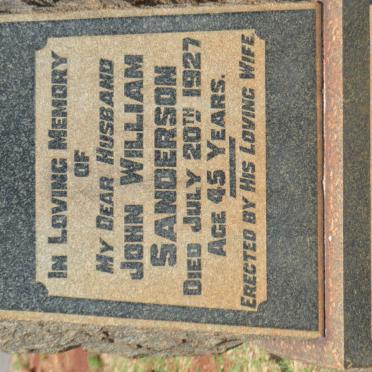 IN LOVING MEMORY
OF
MY DEAR HUSBAND
JOHN WILLIAM
SANDERSON
DIED JULY 20TH 1927
AGE 45 YEARS.
ERECTED BY HIS LOVING WIFE.